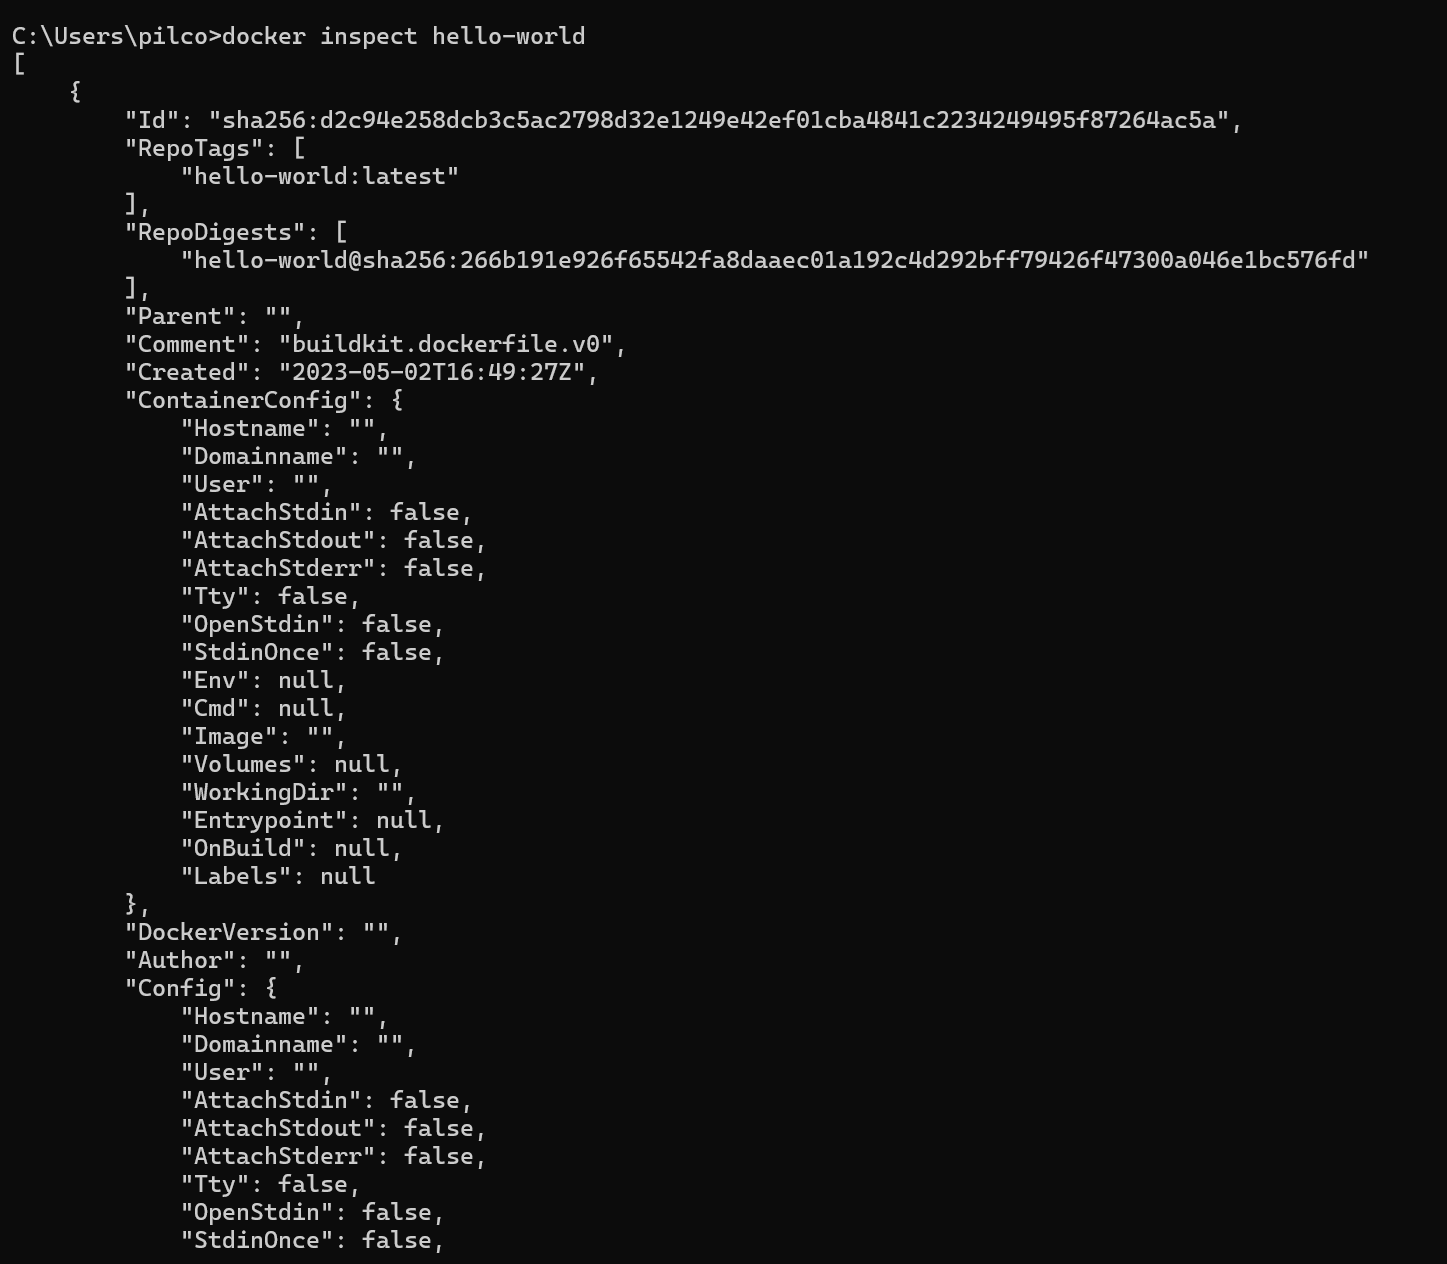 C:\Users\pilco>docker inspect hello-world
[
    {
        "Id": "sha256:d2c94e258dcb3c5ac2798d32e1249e42ef01cba4841c2234249495f87264ac5a",
        "RepoTags": [
            "hello-world:latest"
        ],
        "RepoDigests": [
            "hello-world@sha256:266b191e926f65542fa8daaec01a192c4d292bff79426f47300a046e1bc576fd"
        ],
        "Parent": "",
        "Comment": "buildkit.dockerfile.v0",
        "Created": "2023-05-02T16:49:27Z",
        "ContainerConfig": {
            "Hostname": "",
            "Domainname": "",
            "User": "",
            "AttachStdin": false,
            "AttachStdout": false,
            "AttachStderr": false,
            "Tty": false,
            "OpenStdin": false,
            "StdinOnce": false,
            "Env": null,
            "Cmd": null,
            "Image": "",
            "Volumes": null,
            "WorkingDir": "",
            "Entrypoint": null,
            "OnBuild": null,
            "Labels": null
        },
        "DockerVersion": "",
        "Author": "",
        "Config": {
            "Hostname": "",
            "Domainname": "",
            "User": "",
            "AttachStdin": false,
            "AttachStdout": false,
            "AttachStderr": false,
            "Tty": false,
            "OpenStdin": false,
            "StdinOnce": false,